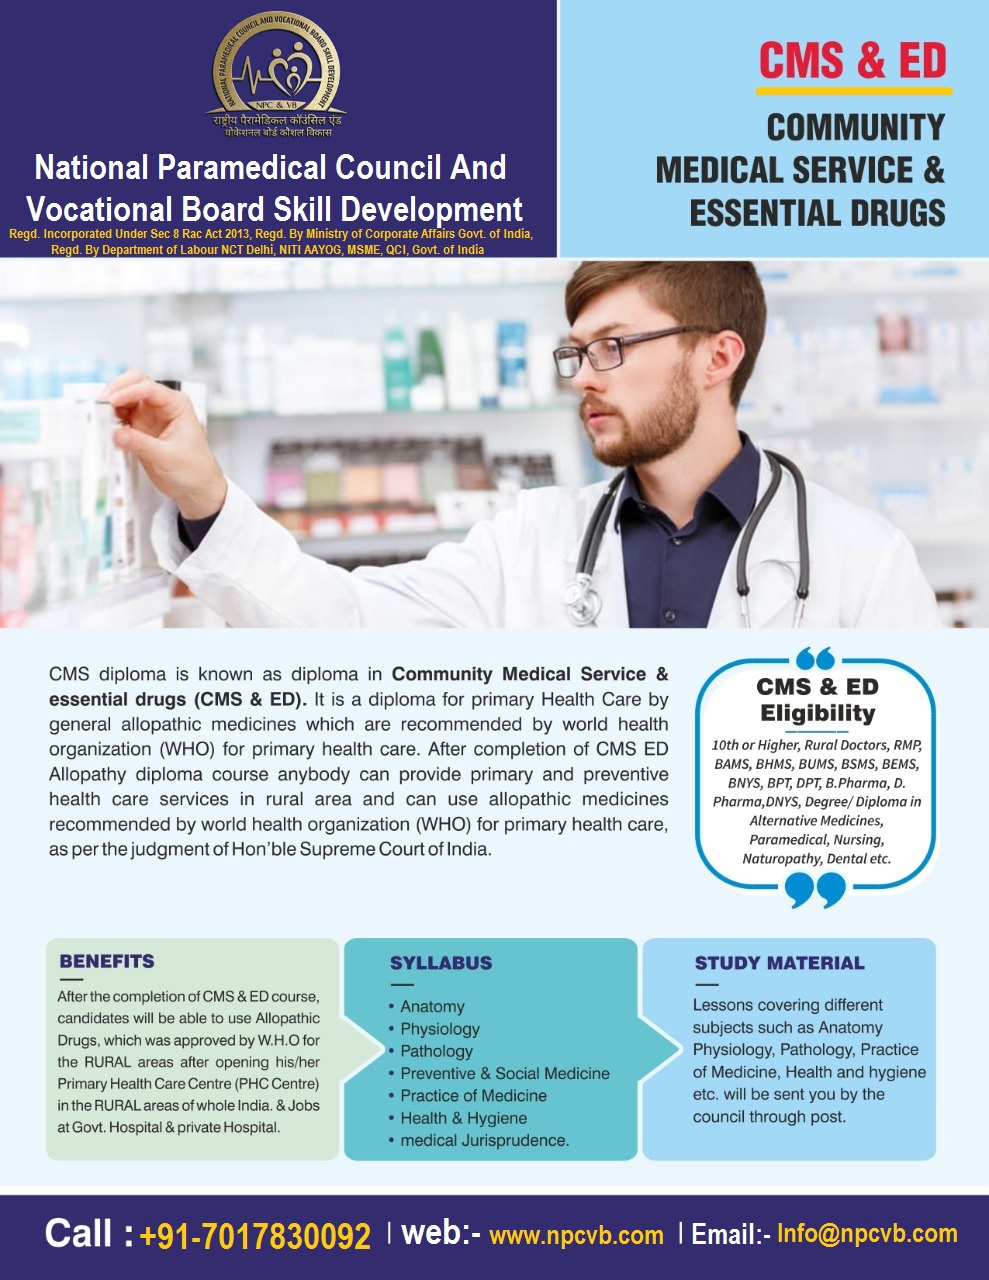 NATIONAL PARAMEDICAL COUNCIL AND VOCATIONAL BOARD SKILL DEVELOPMENT
NPC & VB
राष्ट्रीय पैरामेडिकल कॉउंसिल एंड
वोकेशनल बोर्ड कौशल विकास
National Paramedical Council And
Vocational Board Skill Development
Regd. Incorporated Under Sec 8 Rac Act 2013, Regd. By Ministry of Corporate Affairs Govt. of India,
Regd. By Department of Labour NCT Delhi, NITI AAYOG, MSME, QCI, Govt. of India
CMS & ED
COMMUNITY
MEDICAL SERVICE &
ESSENTIAL DRUGS
CMS diploma is known as diploma in Community Medical Service &
essential drugs (CMS & ED). It is a diploma for primary Health Care by
general allopathic medicines which are recommended by world health
organization (WHO) for primary health care. After completion of CMS ED
Allopathy diploma course anybody can provide primary and preventive
health care services in rural area and can use allopathic medicines
recommended by world health organization (WHO) for primary health care,
as per the judgment of Hon'ble Supreme Court of India.
CMS & ED
Eligibility
10th or Higher, Rural Doctors, RMP,
BAMS, BHMS, BUMS, BSMS, BEMS,
BNYS, BPT, DPT, B.Pharma, D.
Pharma,DNYS, Degree/ Diploma in
Alternative Medicines,
Paramedical, Nursing,
Naturopathy, Dental etc.
BENEFITS
After the completion of CMS & ED course,
candidates will be able to use Allopathic
Drugs, which was approved by W.H.O for
the RURAL areas after opening his/her
Primary Health Care Centre (PHC Centre)
in the RURAL areas of whole India. & Jobs
at Govt. Hospital & private Hospital.
SYLLABUS
• Anatomy
• Physiology
• Pathology
• Preventive & Social Medicine
• Practice of Medicine
• Health & Hygiene
• medical Jurisprudence.
STUDY MATERIAL
Lessons covering different
subjects such as Anatomy
Physiology, Pathology, Practice
of Medicine, Health and hygiene
etc. will be sent you by the
council through post.
Call : +91-7017830092 | web:- www.npcvb.com | Email:- Info@npcvb.com